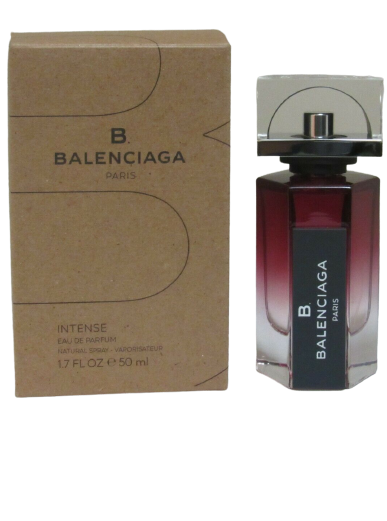 B.
BALENCIAGA
PARIS
INTENSE
EAU DE PARFUM
NATURAL SPRAY - VAPORISATEUR
1.7 FL OZ e 50 ml
B.
BALENCIAGA
PARIS